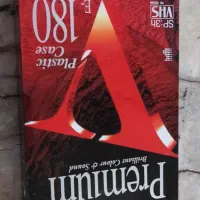 Premium
Brilliant Colour & Sound
E-
180
Plastic
Case
VHS
SP:3h